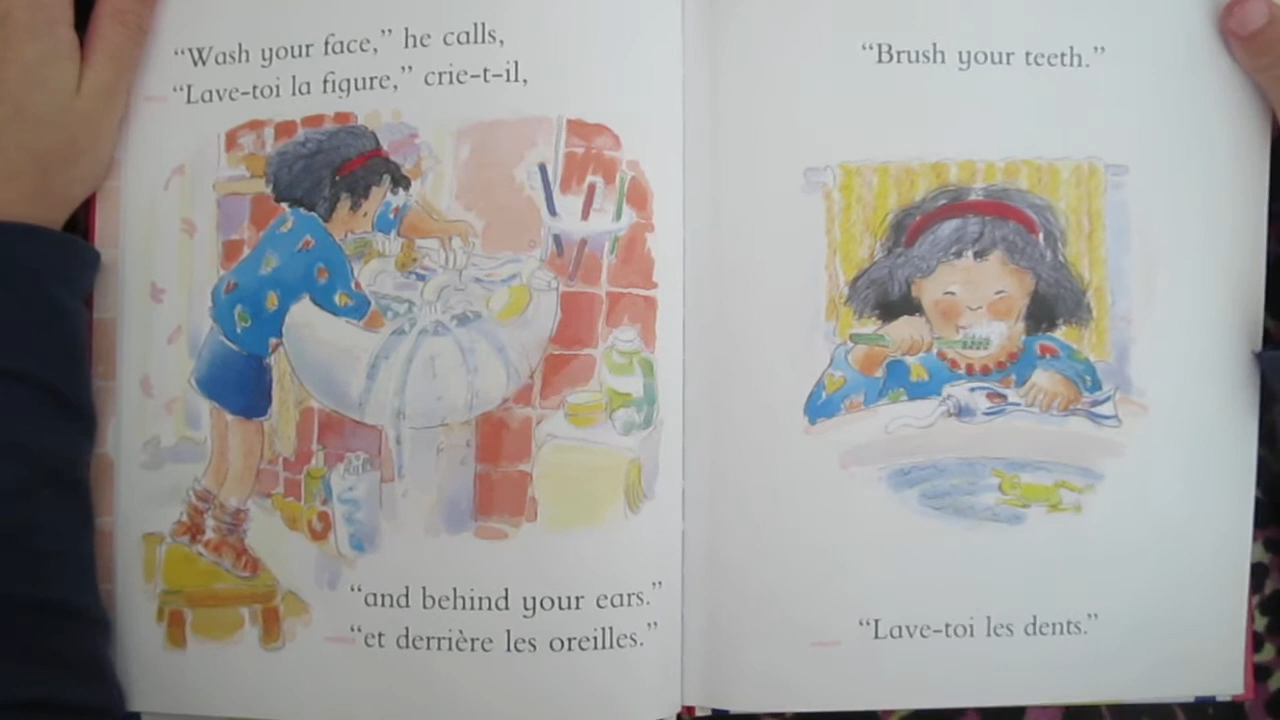 “Wash your face,” he calls,
“Lave-toi la figure,” crie-t-il,
“and behind your ears.”
“et derrière les oreilles.”
“Brush your teeth.”
“Lave-toi les dents.”